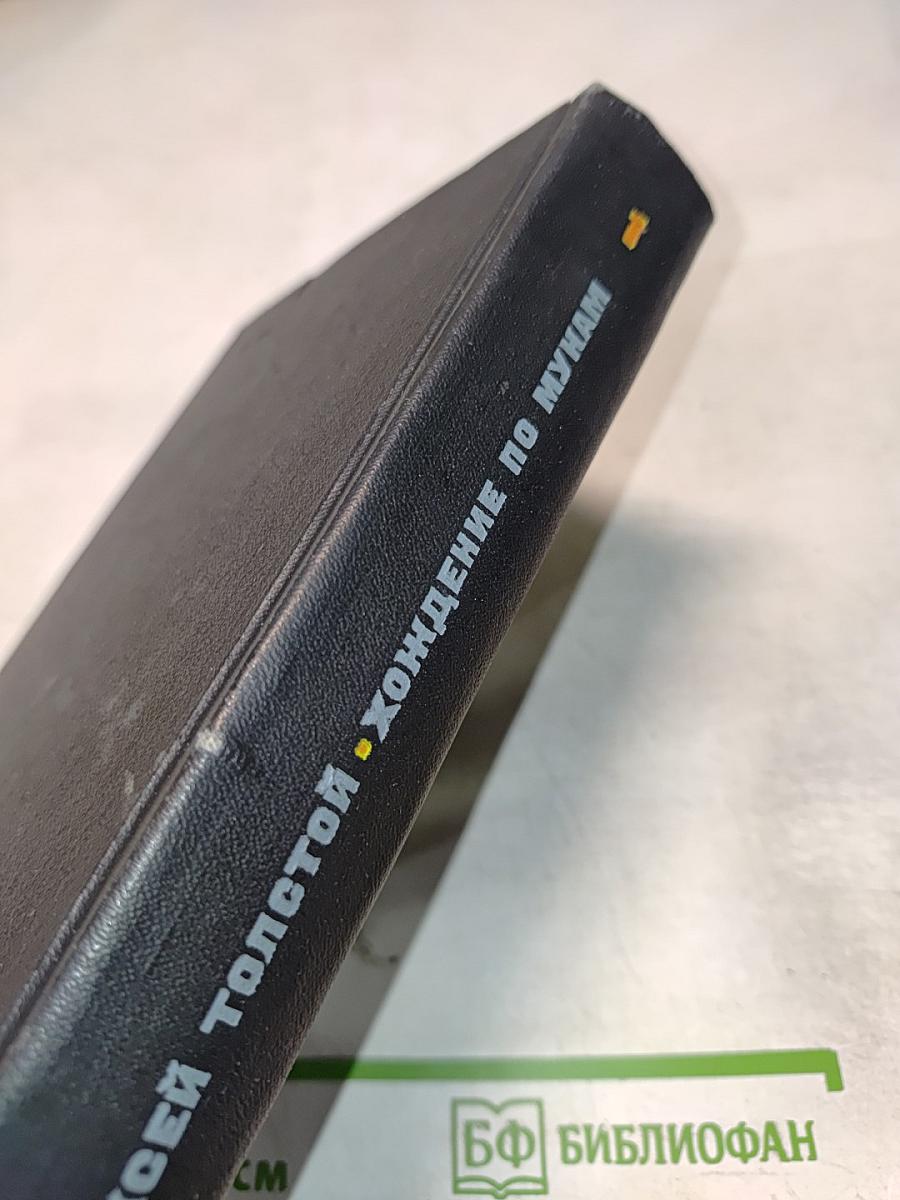 КСЕЙ ТОЛСТОЙ • ХОЖДЕНИЕ ПО МУКАМ 1
СМ
БФ БИБЛИОФАН